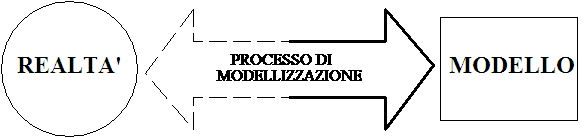 REALTA'
PROCESSO DI
MODELLIZZAZIONE
MODELLO